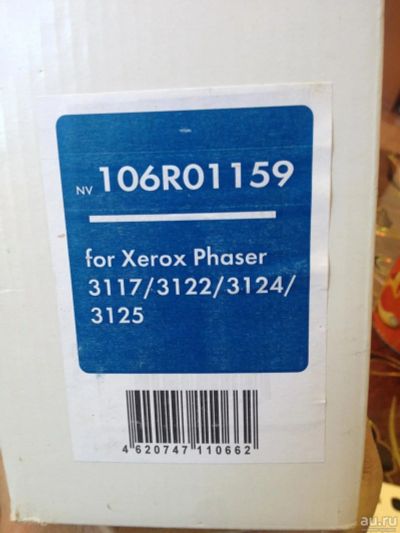 NV 106R01159
for Xerox Phaser
3117/3122/3124/
3125
4 620747 110662
au.ru